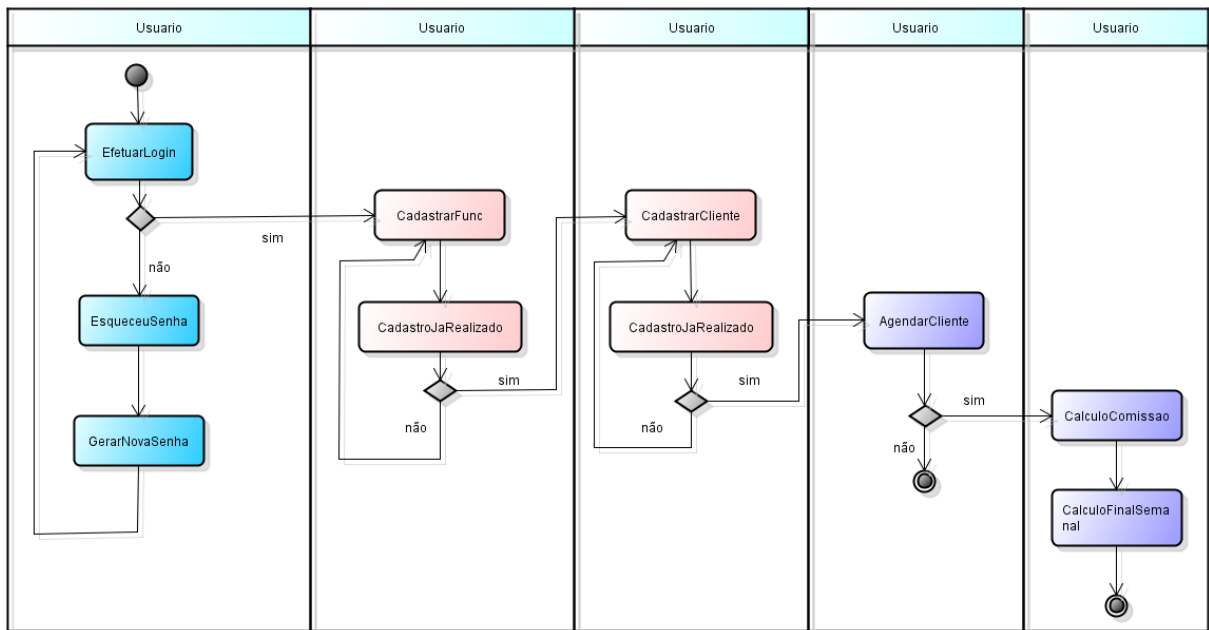 Usuario
Usuario
Usuario
Usuario
Usuario
EfetuarLogin
sim
não
EsqueceuSenha
GerarNovaSenha
CadastrarFunc
CadastroJaRealizado
sim
não
CadastrarCliente
CadastroJaRealizado
sim
não
AgendarCliente
sim
não
CalculoComissao
CalculoFinalSema
nal